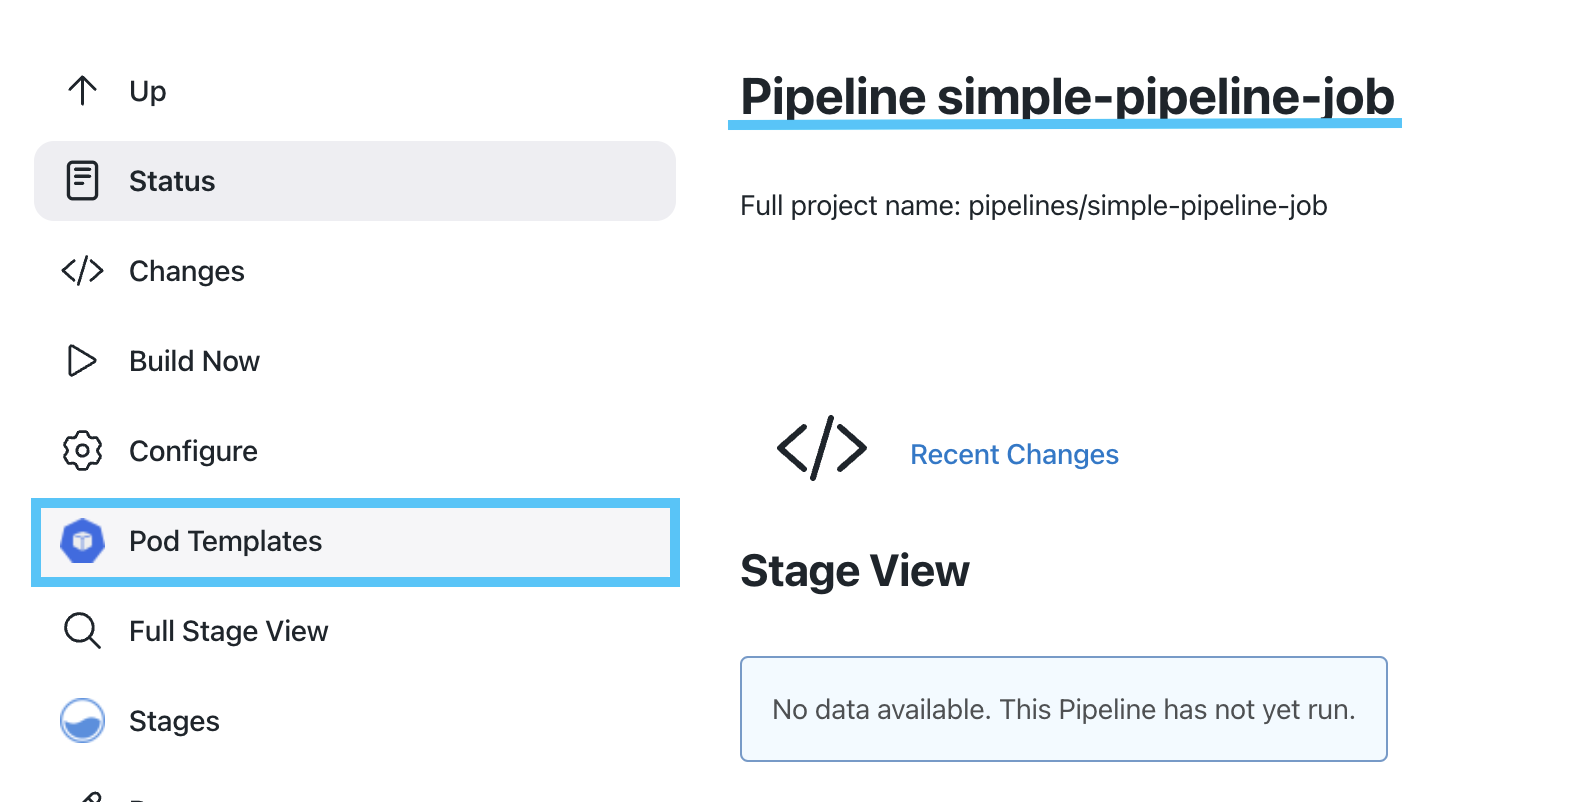 Up
Status
Changes
Build Now
Configure
Pod Templates
Full Stage View
Stages
Pipeline simple-pipeline-job
Full project name: pipelines/simple-pipeline-job
Recent Changes
Stage View
No data available. This Pipeline has not yet run.